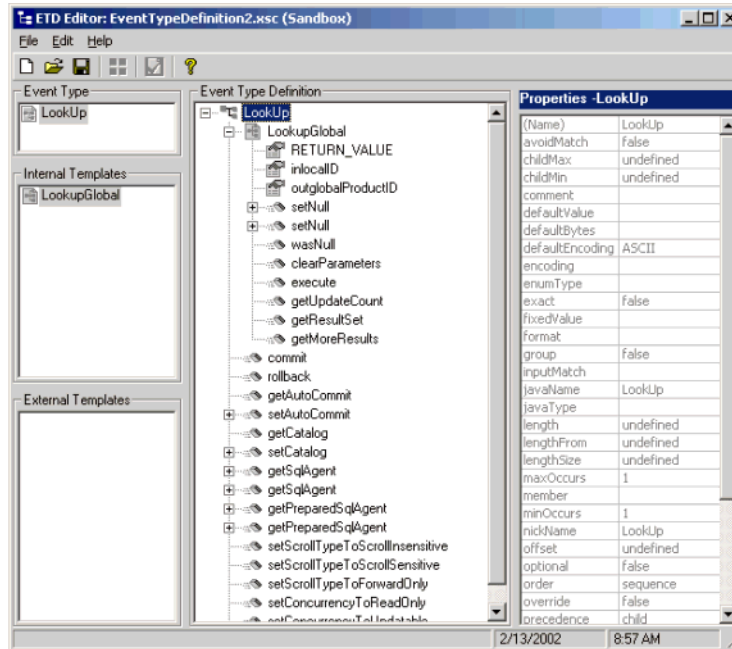 ETD Editor: EventTypeDefinition2.xsc (Sandbox)
File Edit Help
Event Type
LookUp
Internal Templates
LookupGlobal
External Templates
Event Type Definition
LookUp
LookupGlobal
RETURN_VALUE
inlocalID
outglobalProductID
setNull
setNull
wasNull
clearParameters
execute
getUpdateCount
getResultSet
getMoreResults
commit
rollback
getAutoCommit
setAutoCommit
getCatalog
setCatalog
getSqlAgent
getSqlAgent
getPreparedSqlAgent
getPreparedSqlAgent
setScrollTypeToScrollInsensitive
setScrollTypeToScrollSensitive
setScrollTypeToForwardOnly
setConcurrencyToReadOnly
setConcurrencyToUpdatable
Properties -LookUp
(Name) LookUp
avoidMatch false
childMax undefined
childMin undefined
comment
defaultValue
defaultBytes
defaultEncoding ASCII
encoding
enumType
exact false
fixedValue
format
group false
inputMatch
javaName LookUp
javaType
length undefined
lengthFrom undefined
lengthSize undefined
maxOccurs 1
member
minOccurs 1
nickName LookUp
offset undefined
optional false
order sequence
override false
precedence child
2/13/2002 8:57 AM